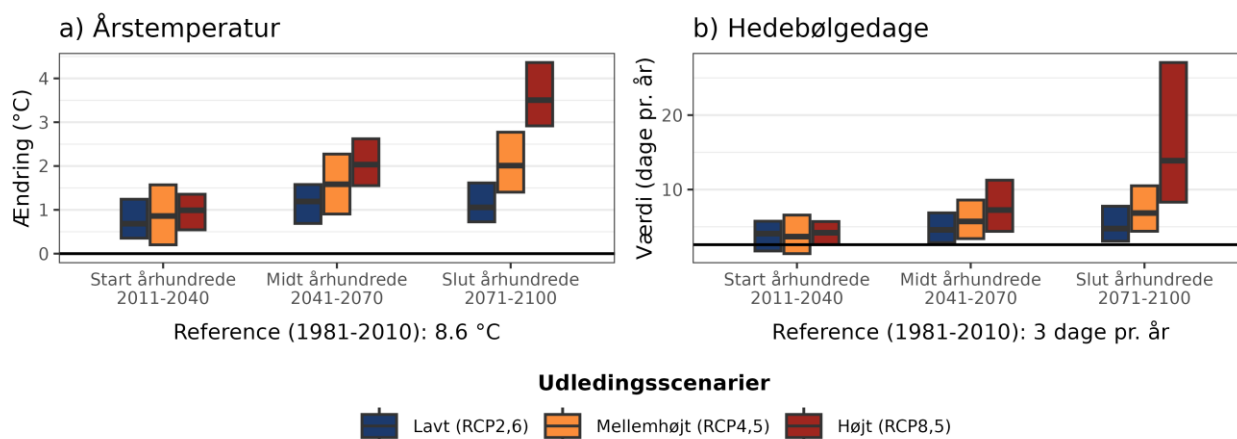 a) Årstemperatur
Ændring (°C)
4
3
2
1
0
Start århundrede
2011-2040
Midt århundrede
2041-2070
Slut århundrede
2071-2100
Reference (1981-2010): 8.6 °C
b) Hedebølgedage
Værdi (dage pr. år)
20
10
Start århundrede
2011-2040
Midt århundrede
2041-2070
Slut århundrede
2071-2100
Reference (1981-2010): 3 dage pr. år
Udledingsscenarier
Lavt (RCP2,6)
Mellemhøjt (RCP4,5)
Højt (RCP8,5)